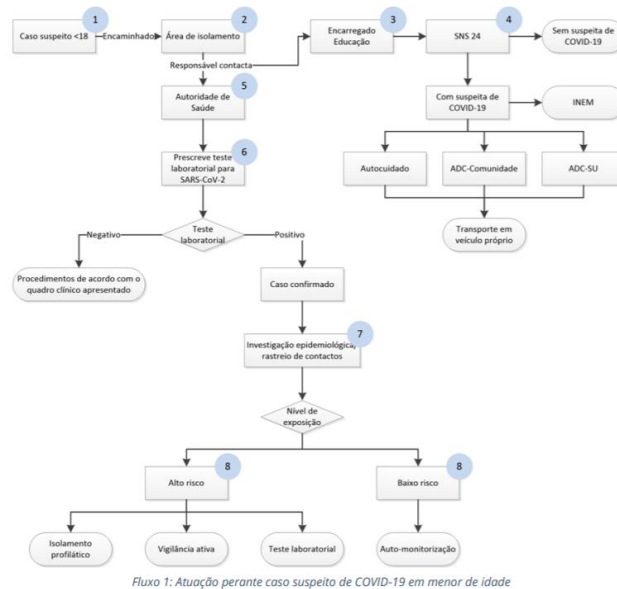 1
2
3
4
Caso suspeito <18
Encaminhado
Área de isolamento
Encarregado
Educação
SNS 24
Sem suspeita de
COVID-19
Responsável contacta
5
Autoridade de
Saúde
Com suspeita de
COVID-19
INEM
6
Prescreve teste
laboratorial para
SARS-CoV-2
Autocuidado
ADC-Comunidade
ADC-SU
Negativo
Teste
laboratorial
Positivo
Transporte em
veículo próprio
Procedimentos de acordo com o
quadro clínico apresentado
Caso confirmado
7
Investigação epidemiológica,
rastreio de contactos
Nível de
exposição
8
8
Alto risco
Baixo risco
Isolamento
profilático
Vigilância ativa
Teste laboratorial
Auto-monitorização
Fluxo 1: Atuação perante caso suspeito de COVID-19 em menor de idade